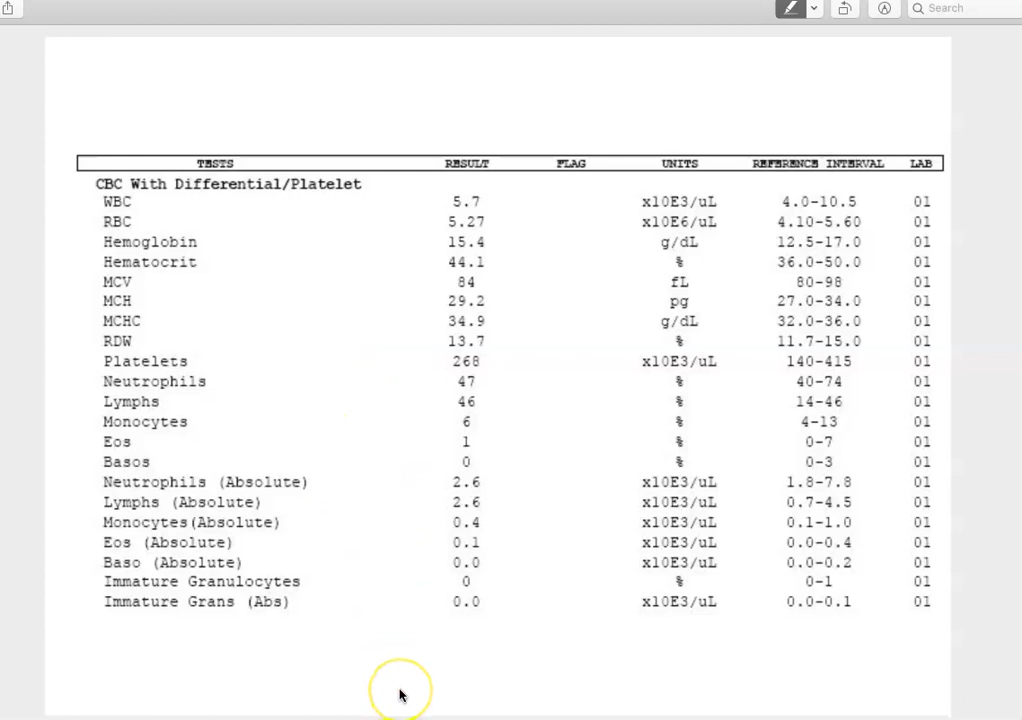 Search
TESTS RESULT FLAG UNITS REFERENCE INTERVAL LAB
CBC With Differential/Platelet
WBC 5.7 x10E3/uL 4.0-10.5 01
RBC 5.27 x10E6/uL 4.10-5.60 01
Hemoglobin 15.4 g/dL 12.5-17.0 01
Hematocrit 44.1 % 36.0-50.0 01
MCV 84 fL 80-98 01
MCH 29.2 pg 27.0-34.0 01
MCHC 34.9 g/dL 32.0-36.0 01
RDW 13.7 % 11.7-15.0 01
Platelets 268 x10E3/uL 140-415 01
Neutrophils 47 % 40-74 01
Lymphs 46 % 14-46 01
Monocytes 6 % 4-13 01
Eos 1 % 0-7 01
Basos 0 % 0-3 01
Neutrophils (Absolute) 2.6 x10E3/uL 1.8-7.8 01
Lymphs (Absolute) 2.6 x10E3/uL 0.7-4.5 01
Monocytes(Absolute) 0.4 x10E3/uL 0.1-1.0 01
Eos (Absolute) 0.1 x10E3/uL 0.0-0.4 01
Baso (Absolute) 0.0 x10E3/uL 0.0-0.2 01
Immature Granulocytes 0 % 0-1 01
Immature Grans (Abs) 0.0 x10E3/uL 0.0-0.1 01